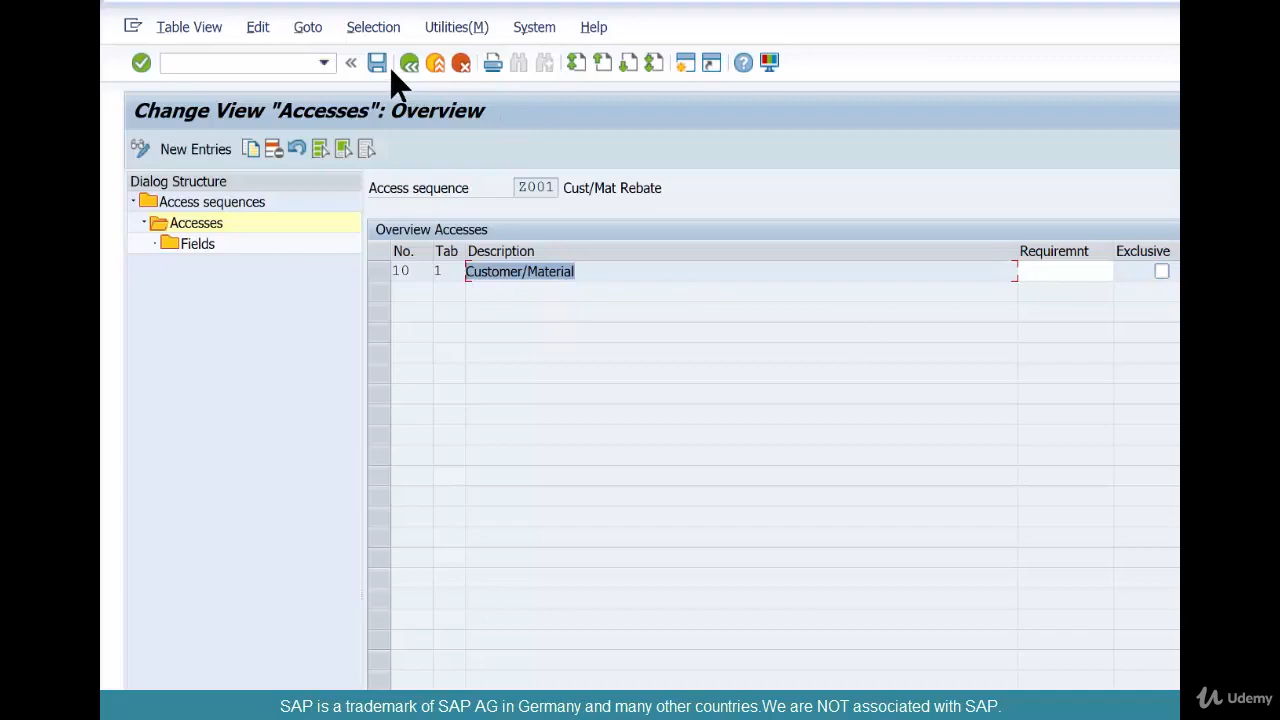 Table View Edit Goto Selection Utilities(M) System Help
Change View "Accesses": Overview
New Entries
Dialog Structure
Access sequences
Accesses
Fields
Access sequence Z001 Cust/Mat Rebate
Overview Accesses
No. Tab Description Requiremnt Exclusive
10 1 Customer/Material
SAP is a trademark of SAP AG in Germany and many other countries.We are NOT associated with SAP.
Udemy